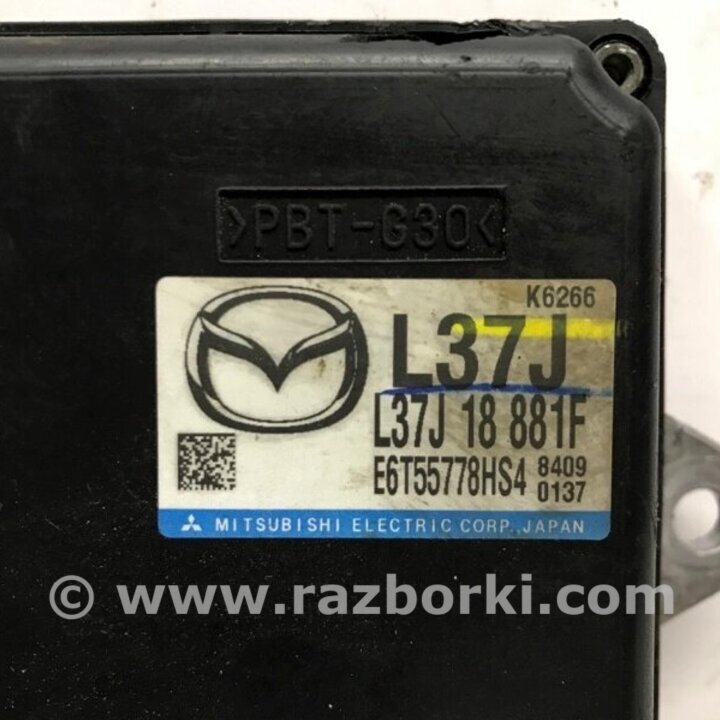 >PBT-G30<
K6266
L37J
L37J 18 881F
E6T55778HS4 8409
0137
MITSUBISHI ELECTRIC CORP., JAPAN
© www.razborki.com